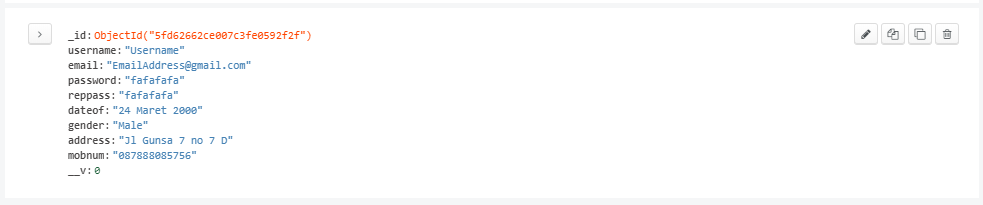 _id: ObjectId("5fd62662ce007c3fe0592f2f")
username: "Username"
email: "EmailAddress@gmail.com"
password: "fafafafa"
reppass: "fafafafa"
dateof: "24 Maret 2000"
gender: "Male"
address: "Jl Gunsa 7 no 7 D"
mobnum: "087888085756"
__v: 0